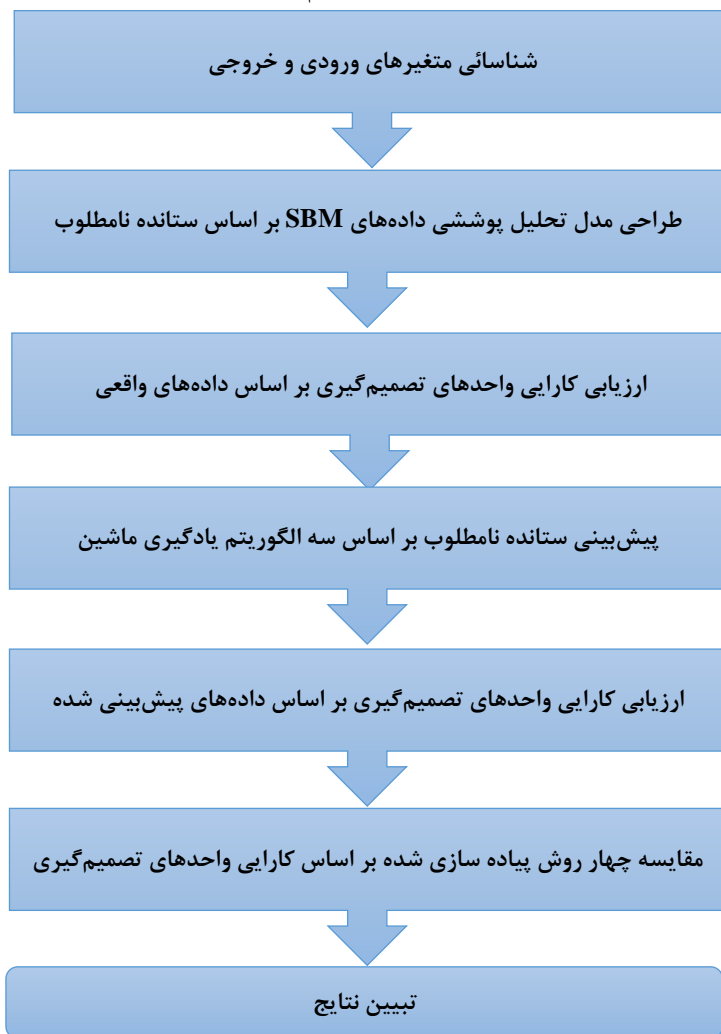 شناسائی متغیرهای ورودی و خروجی
طراحی مدل تحلیل پوششی داده‌های SBM بر اساس ستانده نامطلوب
ارزیابی کارایی واحدهای تصمیم‌گیری بر اساس داده‌های واقعی
پیش‌بینی ستانده نامطلوب بر اساس سه الگوریتم یادگیری ماشین
ارزیابی کارایی واحدهای تصمیم‌گیری بر اساس داده‌های پیش‌بینی شده
مقایسه چهار روش پیاده سازی شده بر اساس کارایی واحدهای تصمیم‌گیری
تبیین نتایج